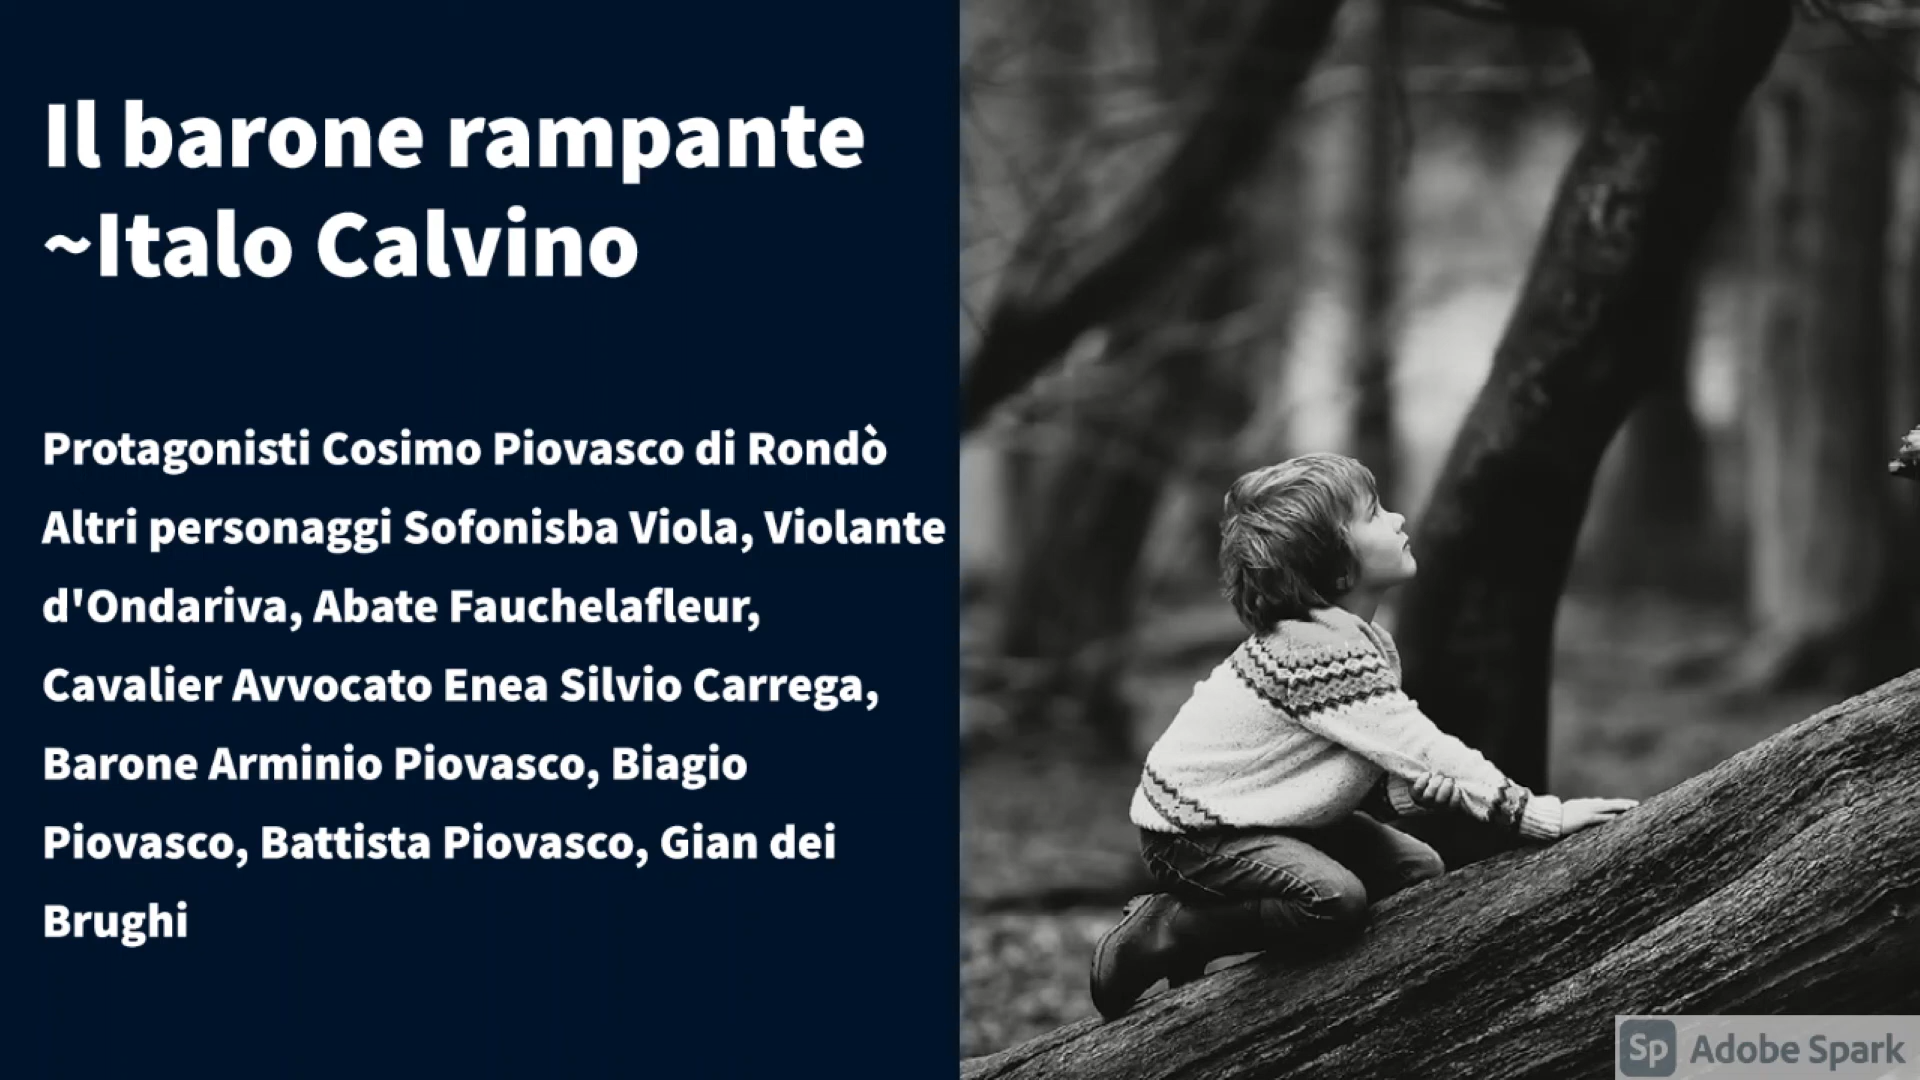 Il barone rampante
~Italo Calvino
Protagonisti Cosimo Piovasco di Rondò
Altri personaggi Sofonisba Viola, Violante
d'Ondariva, Abate Fauchelafleur,
Cavalier Avvocato Enea Silvio Carrega,
Barone Arminio Piovasco, Biagio
Piovasco, Battista Piovasco, Gian dei
Brughi
Sp Adobe Spark